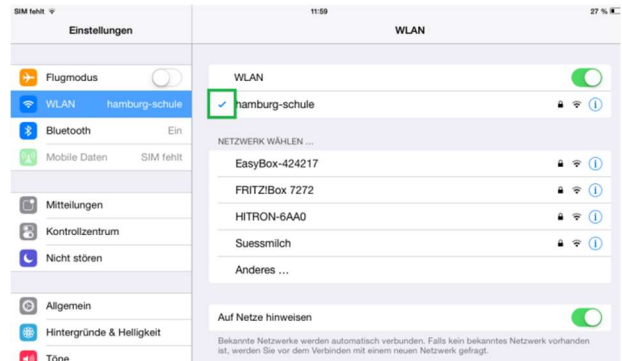 SIM fehlt 11:59 27 %
Einstellungen WLAN
Flugmodus
WLAN hamburg-schule
Bluetooth Ein
Mobile Daten SIM fehlt
Mitteilungen
Kontrollzentrum
Nicht stören
Allgemein
Hintergründe & Helligkeit
Töne
WLAN
hamburg-schule
NETZWERK WÄHLEN ...
EasyBox-424217
FRITZ!Box 7272
HITRON-6AA0
Suessmilch
Anderes ...
Auf Netze hinweisen
Bekannte Netzwerke werden automatisch verbunden. Falls kein bekanntes Netzwerk vorhanden
ist, werden Sie vor dem Verbinden mit einem neuen Netzwerk gefragt.